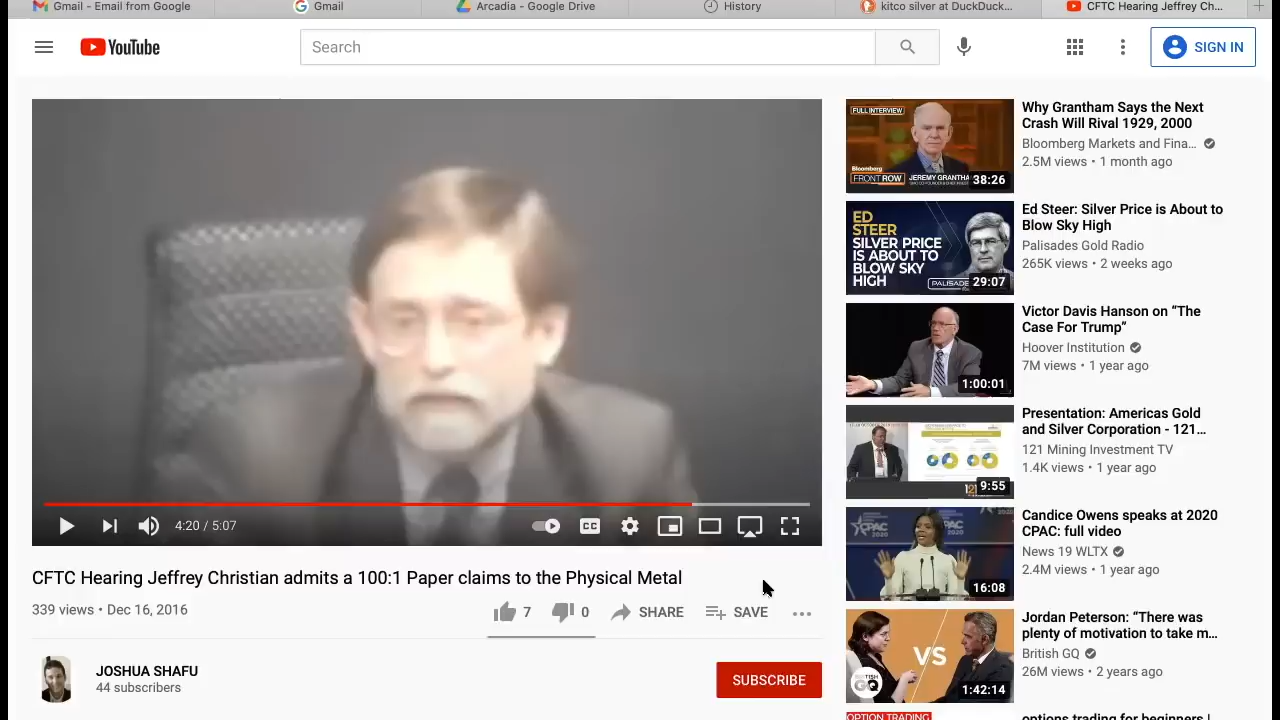 Gmail - Email from Google
Gmail
Arcadia - Google Drive
History
kitco silver at DuckDuck...
CFTC Hearing Jeffrey Ch...
YouTube
Search
SIGN IN
4:20 / 5:07
CC
CFTC Hearing Jeffrey Christian admits a 100:1 Paper claims to the Physical Metal
339 views • Dec 16, 2016
7
0
SHARE
SAVE
JOSHUA SHAFU
44 subscribers
SUBSCRIBE
FULL INTERVIEW
Bloomberg
FRONT ROW
JEREMY GRANTHA
38:26
Why Grantham Says the Next
Crash Will Rival 1929, 2000
Bloomberg Markets and Fina...
2.5M views • 1 month ago
ED
STEER
SILVER PRICE
IS ABOUT TO
BLOW SKY
HIGH
PALISADE
29:07
Ed Steer: Silver Price is About to
Blow Sky High
Palisades Gold Radio
265K views • 2 weeks ago
1:00:01
Victor Davis Hanson on “The
Case For Trump”
Hoover Institution
7M views • 1 year ago
9:55
Presentation: Americas Gold
and Silver Corporation - 121...
121 Mining Investment TV
1.4K views • 1 year ago
CPAC
2020
16:08
Candice Owens speaks at 2020
CPAC: full video
News 19 WLTX
2.4M views • 1 year ago
VS
GQ
1:42:14
Jordan Peterson: “There was
plenty of motivation to take m...
British GQ
26M views • 2 years ago
OPTION TRADING
options trading for beginners |